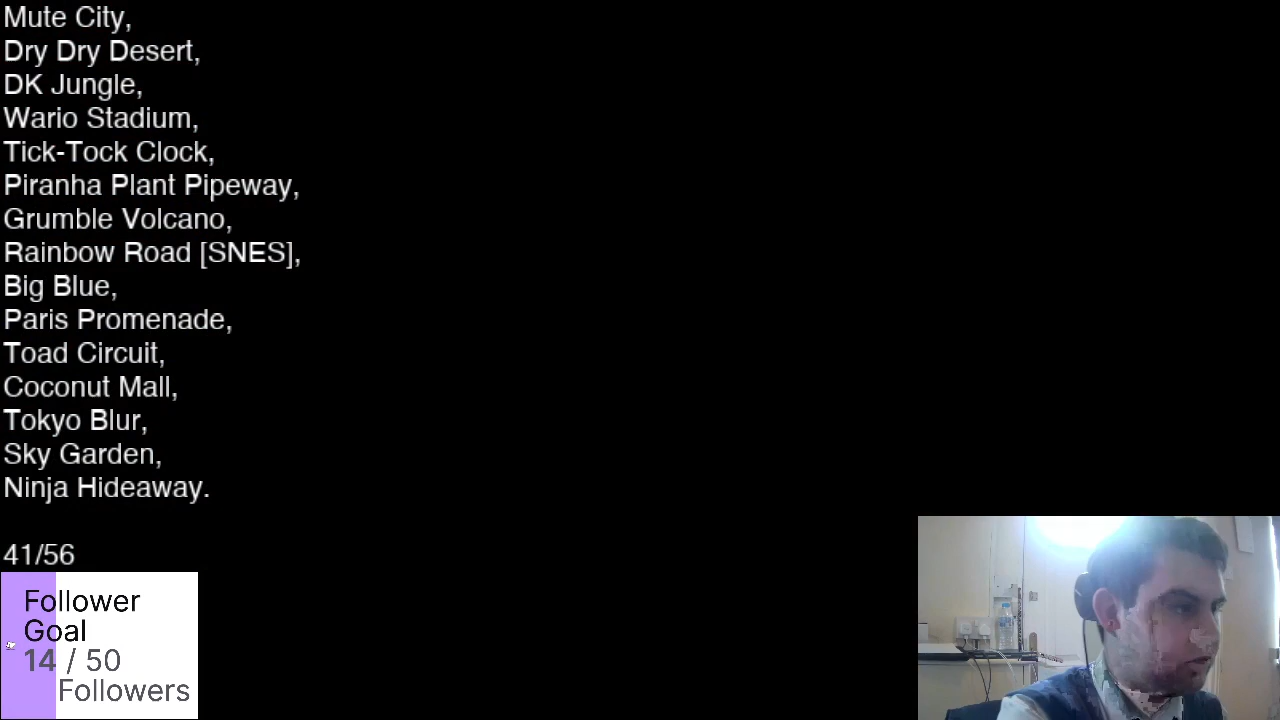 Mute City,
Dry Dry Desert,
DK Jungle,
Wario Stadium,
Tick-Tock Clock,
Piranha Plant Pipeway,
Grumble Volcano,
Rainbow Road [SNES],
Big Blue,
Paris Promenade,
Toad Circuit,
Coconut Mall,
Tokyo Blur,
Sky Garden,
Ninja Hideaway.
41/56
Follower
Goal
14 / 50
Followers